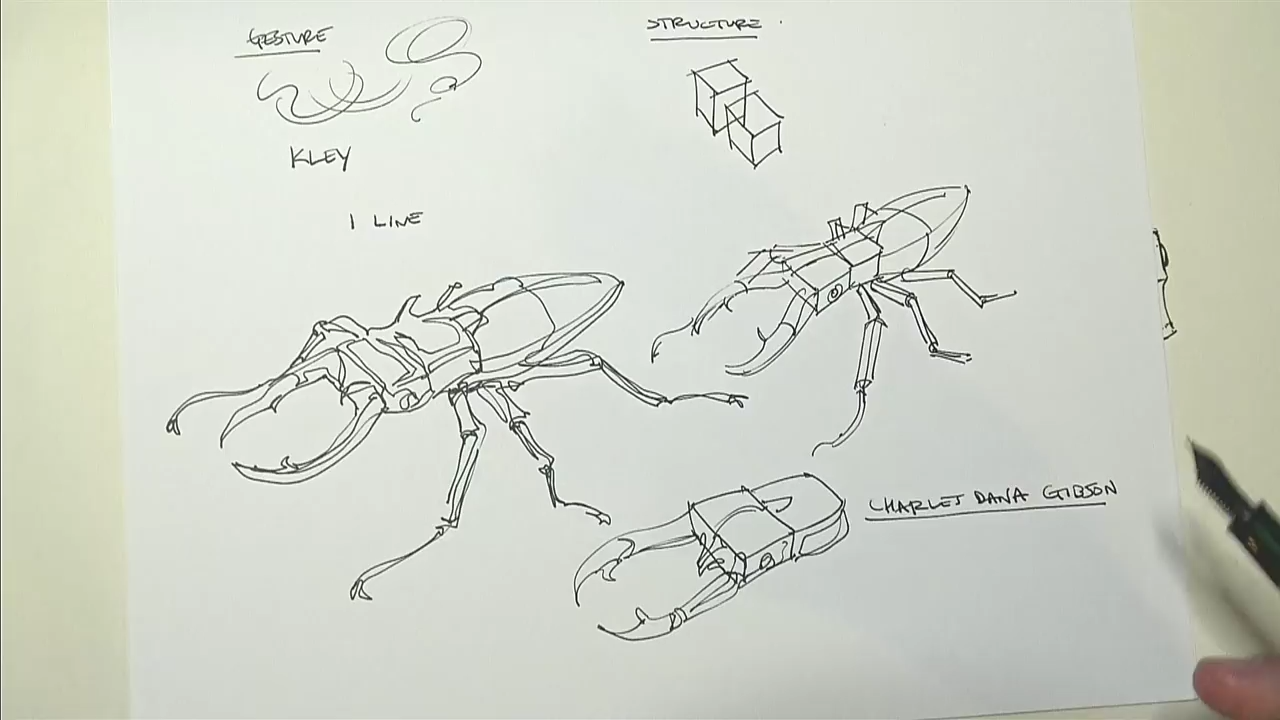 GESTURE
STRUCTURE
KLEY
1 LINE
CHARLES DANA GIBSON